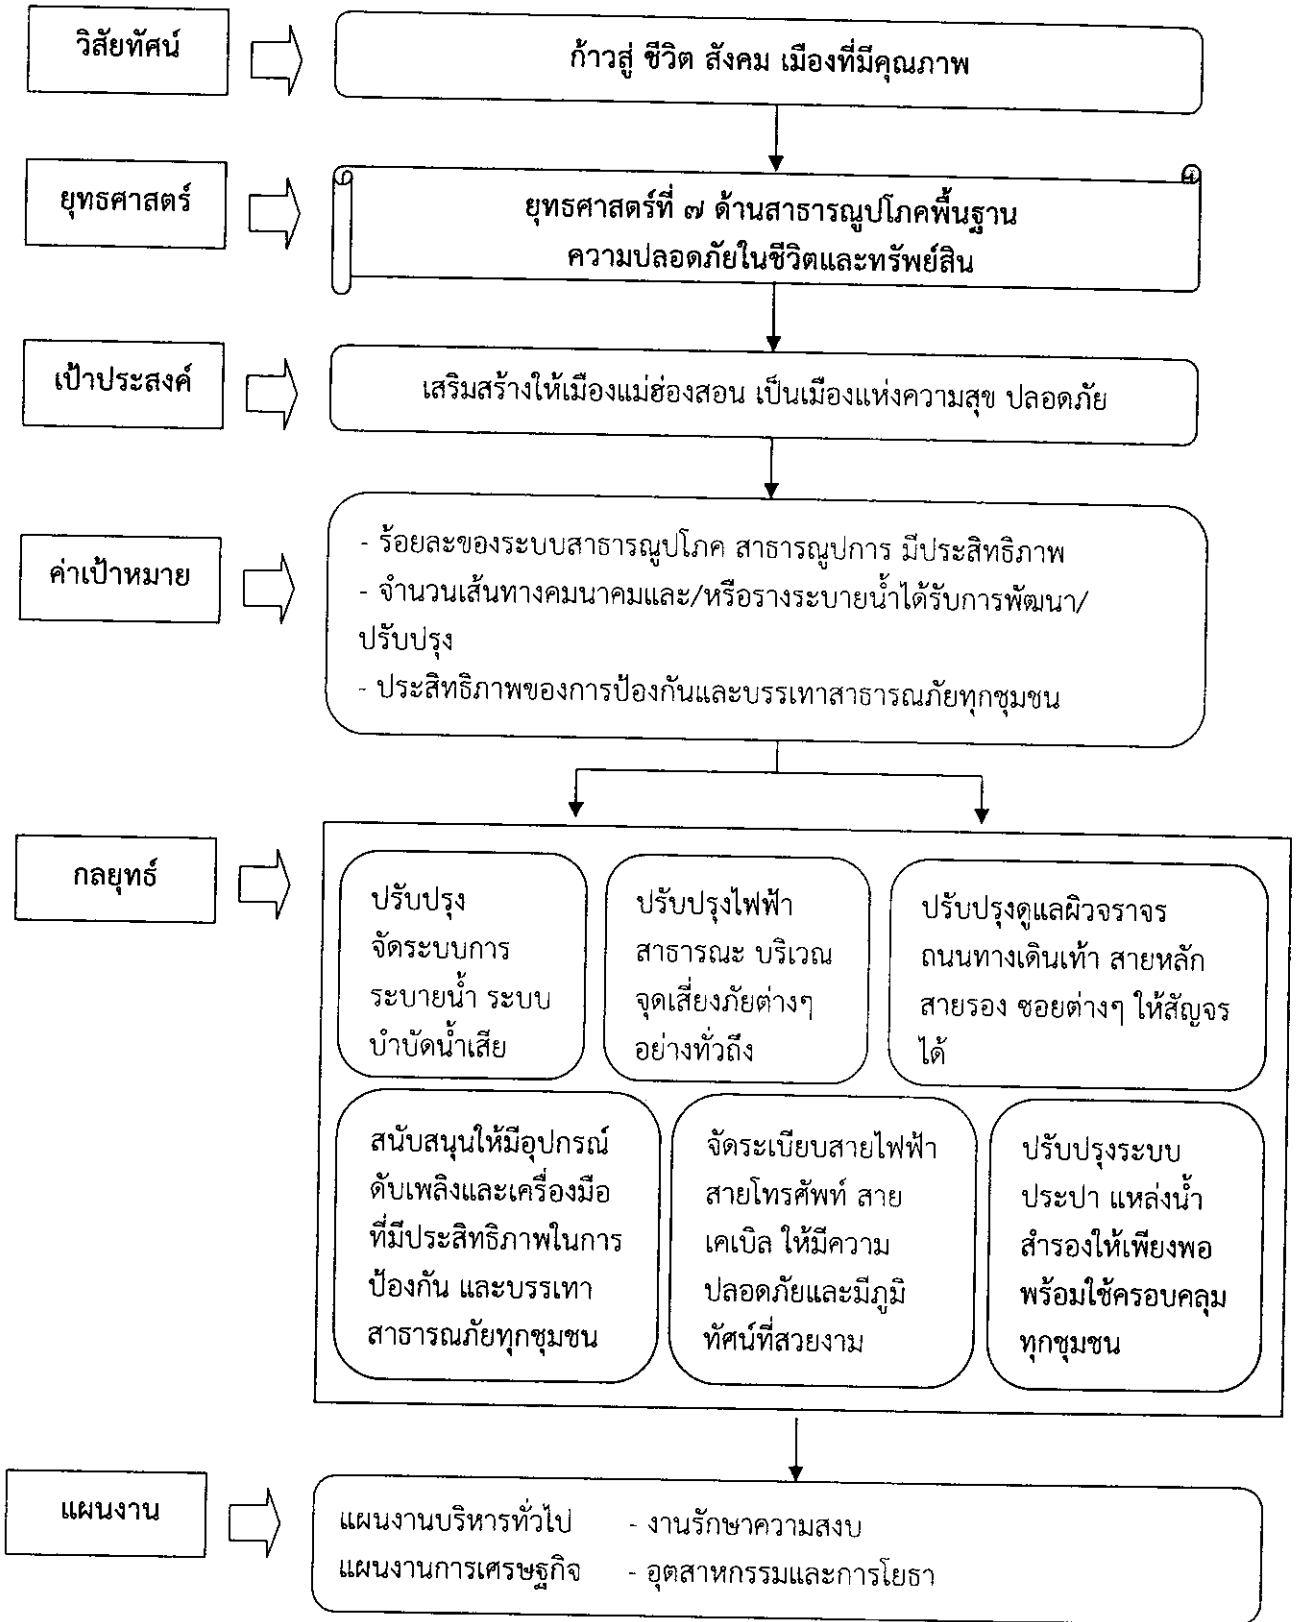 วิสัยทัศน์
ก้าวสู่ ชีวิต สังคม เมืองที่มีคุณภาพ
ยุทธศาสตร์
ยุทธศาสตร์ที่ ๗ ด้านสาธารณูปโภคพื้นฐาน
ความปลอดภัยในชีวิตและทรัพย์สิน
เป้าประสงค์
เสริมสร้างให้เมืองแม่ฮ่องสอน เป็นเมืองแห่งความสุข ปลอดภัย
ค่าเป้าหมาย
- ร้อยละของระบบสาธารณูปโภค สาธารณูปการ มีประสิทธิภาพ
- จำนวนเส้นทางคมนาคมและ/หรือรางระบายน้ำได้รับการพัฒนา/
ปรับปรุง
- ประสิทธิภาพของการป้องกันและบรรเทาสาธารณภัยทุกชุมชน
กลยุทธ์
ปรับปรุง
จัดระบบการ
ระบายน้ำ ระบบ
บำบัดน้ำเสีย
ปรับปรุงไฟฟ้า
สาธารณะ บริเวณ
จุดเสี่ยงภัยต่างๆ
อย่างทั่วถึง
ปรับปรุงดูแลผิวจราจร
ถนนทางเดินเท้า สายหลัก
สายรอง ซอยต่างๆ ให้สัญจร
ได้
สนับสนุนให้มีอุปกรณ์
ดับเพลิงและเครื่องมือ
ที่มีประสิทธิภาพในการ
ป้องกัน และบรรเทา
สาธารณภัยทุกชุมชน
จัดระเบียบสายไฟฟ้า
สายโทรศัพท์ สาย
เคเบิล ให้มีความ
ปลอดภัยและมีภูมิ
ทัศน์ที่สวยงาม
ปรับปรุงระบบ
ประปา แหล่งน้ำ
สำรองให้เพียงพอ
พร้อมใช้ครอบคลุม
ทุกชุมชน
แผนงาน
แผนงานบริหารทั่วไป - งานรักษาความสงบ
แผนงานการเศรษฐกิจ - อุตสาหกรรมและการโยธา